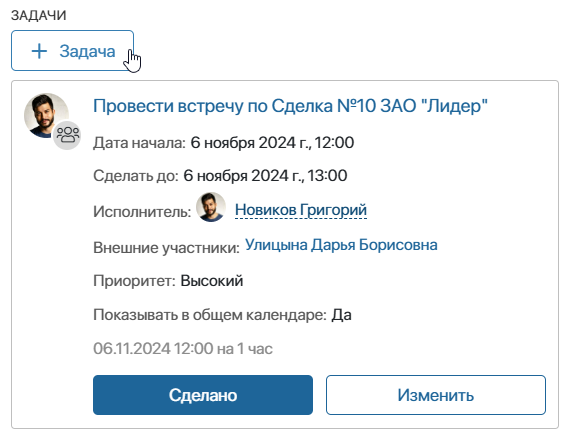 ЗАДАЧИ
+ Задача
Провести встречу по Сделка №10 ЗАО "Лидер"
Дата начала: 6 ноября 2024 г., 12:00
Сделать до: 6 ноября 2024 г., 13:00
Исполнитель: Новиков Григорий
Внешние участники: Улицына Дарья Борисовна
Приоритет: Высокий
Показывать в общем календаре: Да
06.11.2024 12:00 на 1 час
Сделано Изменить